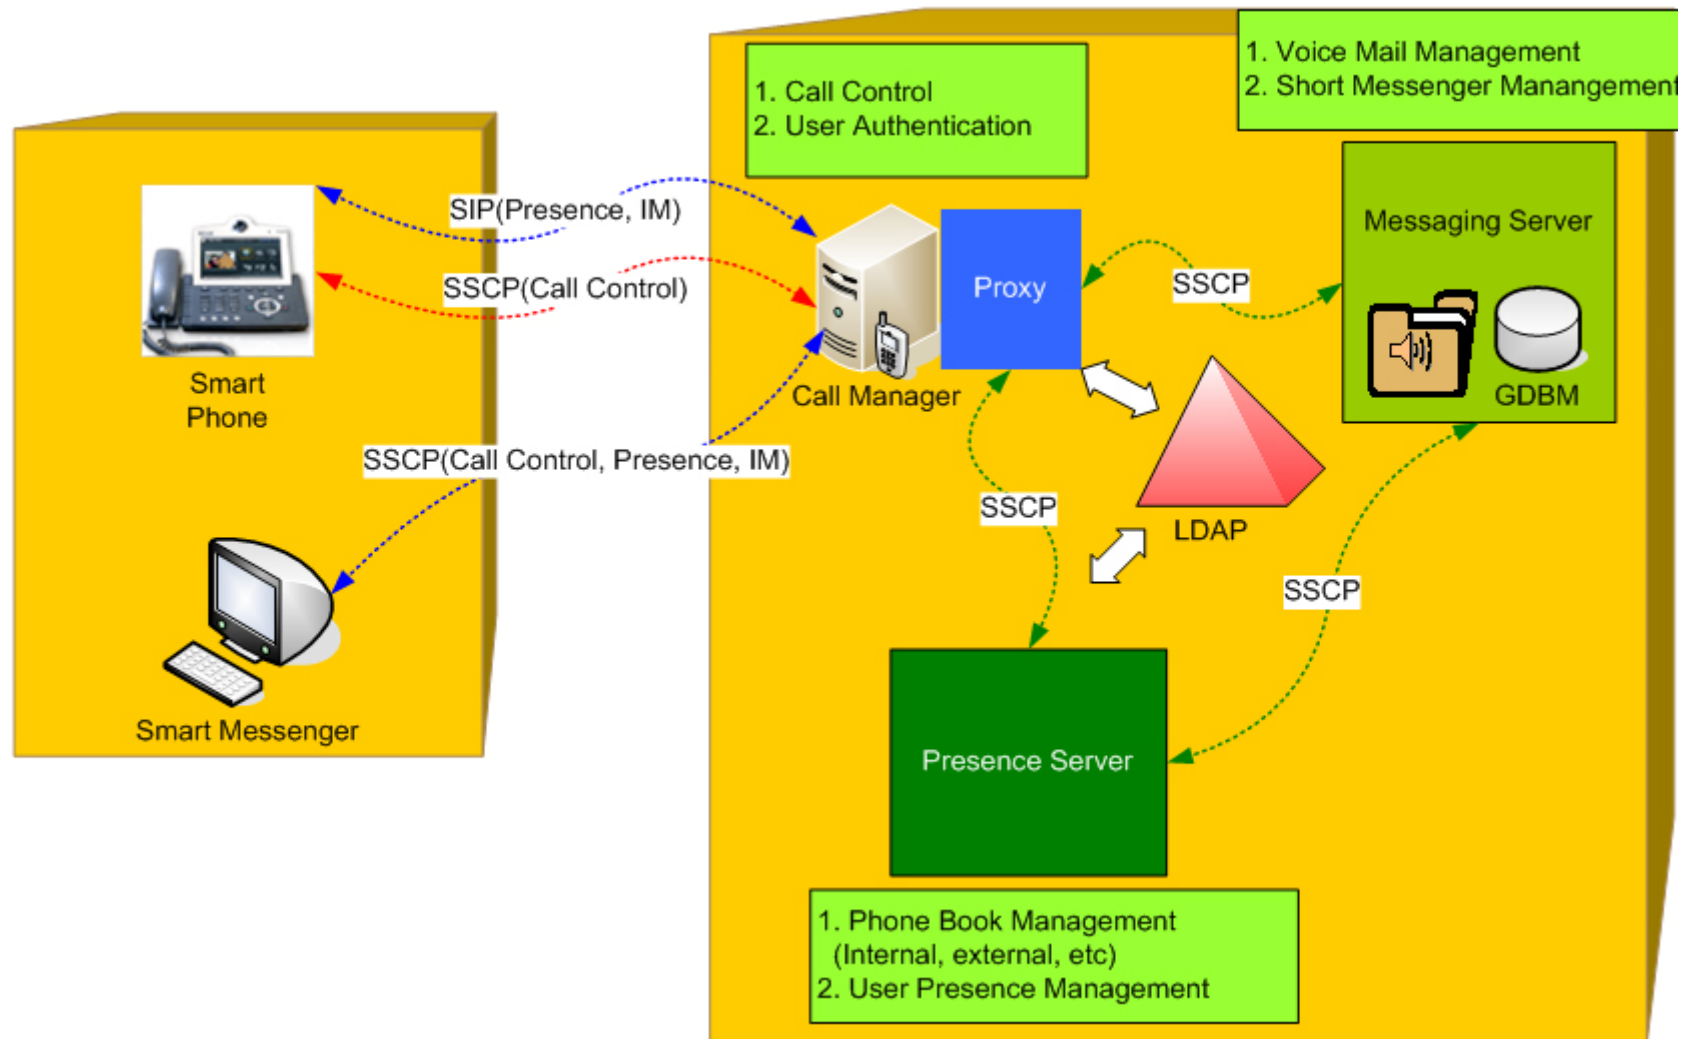 1. Voice Mail Management
2. Short Messenger Manangement
1. Call Control
2. User Authentication
SIP(Presence, IM)
Messaging Server
SSCP(Call Control)
Proxy
SSCP
Smart
Phone
Call Manager
GDBM
SSCP(Call Control, Presence, IM)
SSCP
LDAP
SSCP
Smart Messenger
Presence Server
1. Phone Book Management
(Internal, external, etc)
2. User Presence Management